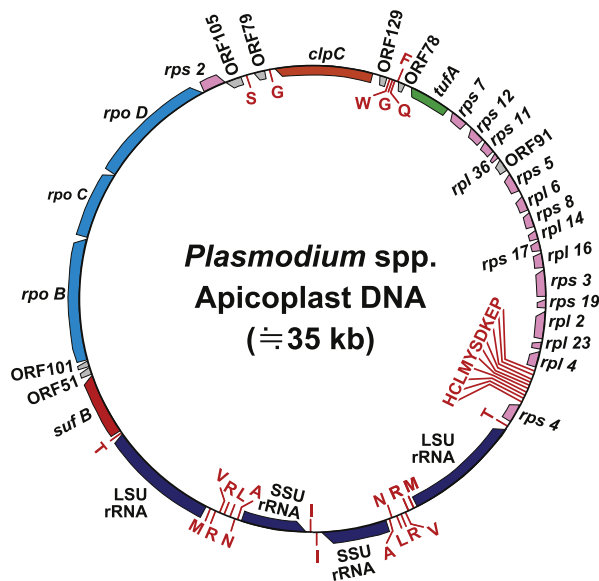 Plasmodium spp.
Apicoplast DNA
(≒35 kb)
clpC
ORF129
F
ORF78
W
G
Q
tufA
rps 7
rps 12
rps 11
rpl 36
ORF91
rps 5
rpl 6
rps 8
rpl 14
rps 17
rpl 16
rps 3
rps 19
rpl 2
rpl 23
rpl 4
HCLMYSDKEP
T
rps 4
LSU
rRNA
N
R
M
A
L
R
V
SSU
rRNA
I
I
SSU
rRNA
V
R
L
A
M
R
N
LSU
rRNA
T
suf B
ORF51
ORF101
rpo B
rpo C
rpo D
rps 2
ORF105
ORF79
S
G